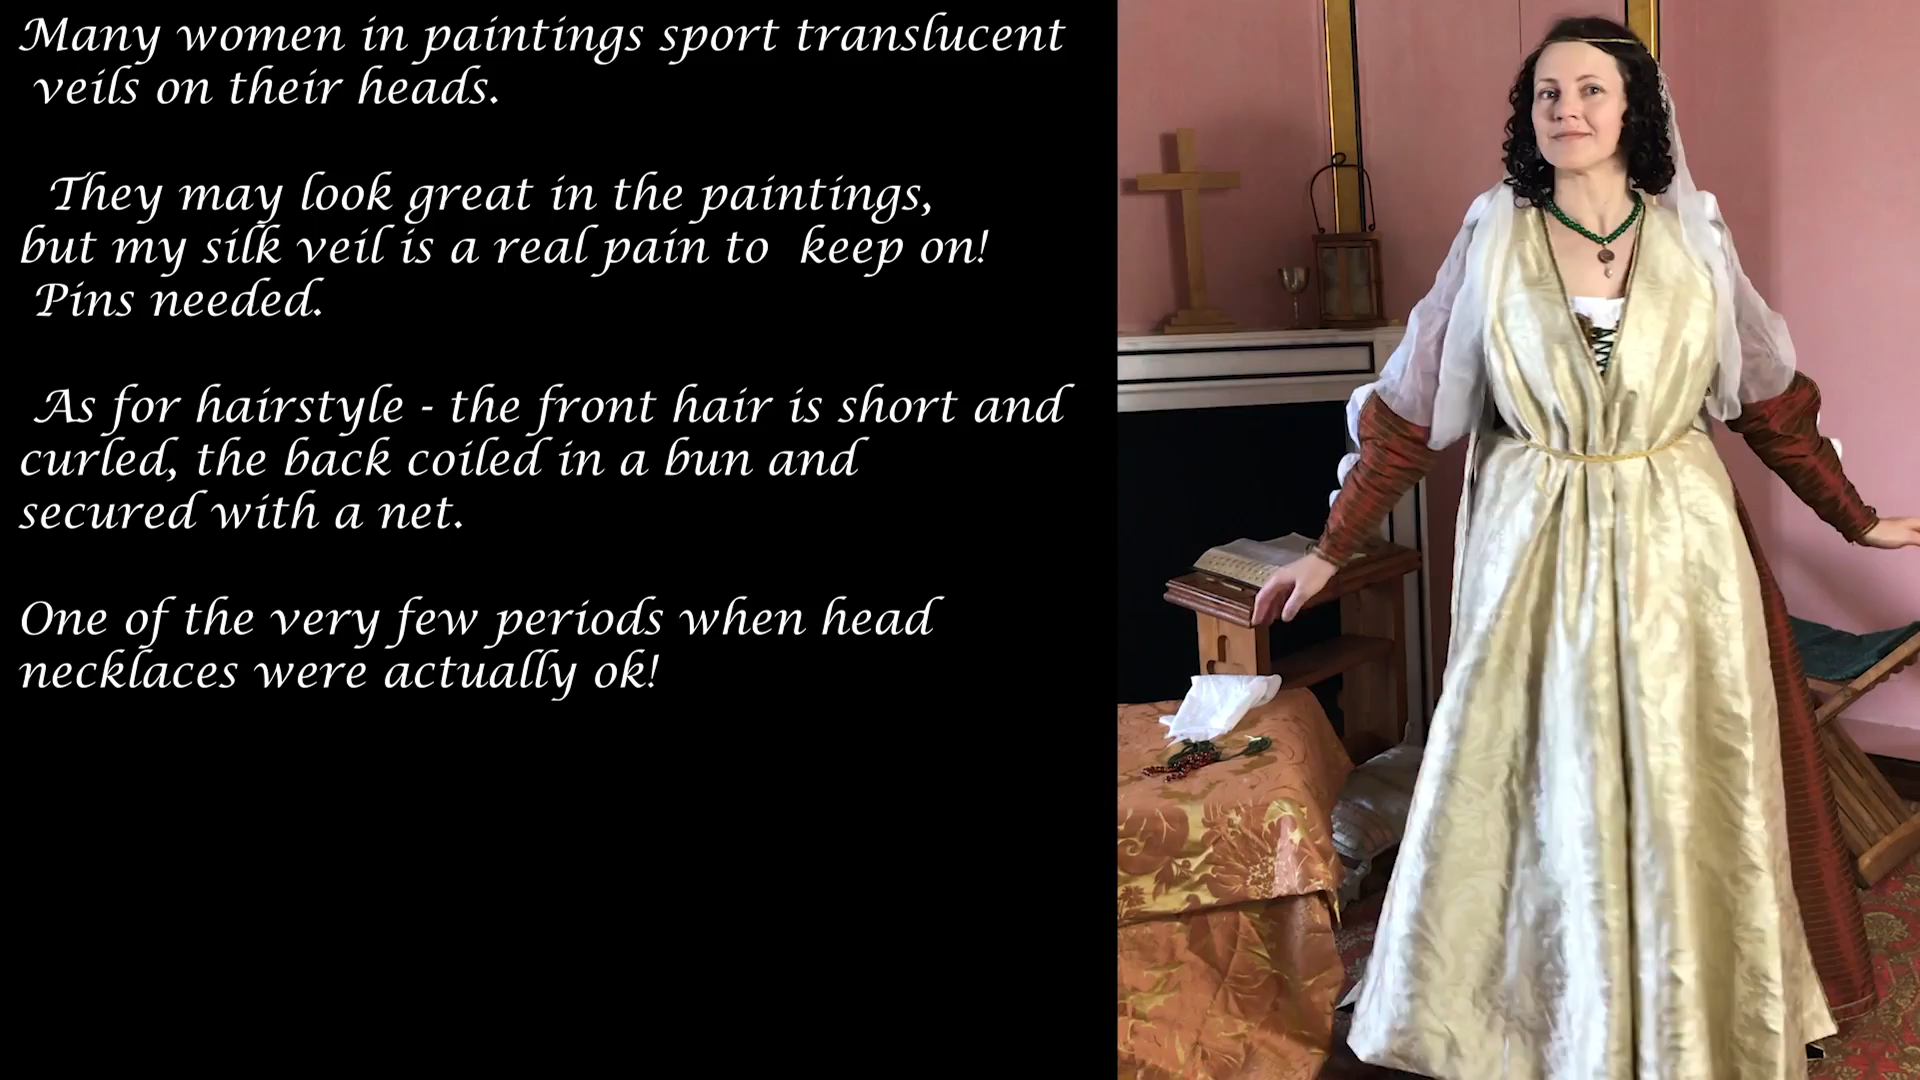 Many women in paintings sport translucent
veils on their heads.
They may look great in the paintings,
but my silk veil is a real pain to keep on!
Pins needed.
As for hairstyle - the front hair is short and
curled, the back coiled in a bun and
secured with a net.
One of the very few periods when head
necklaces were actually ok!